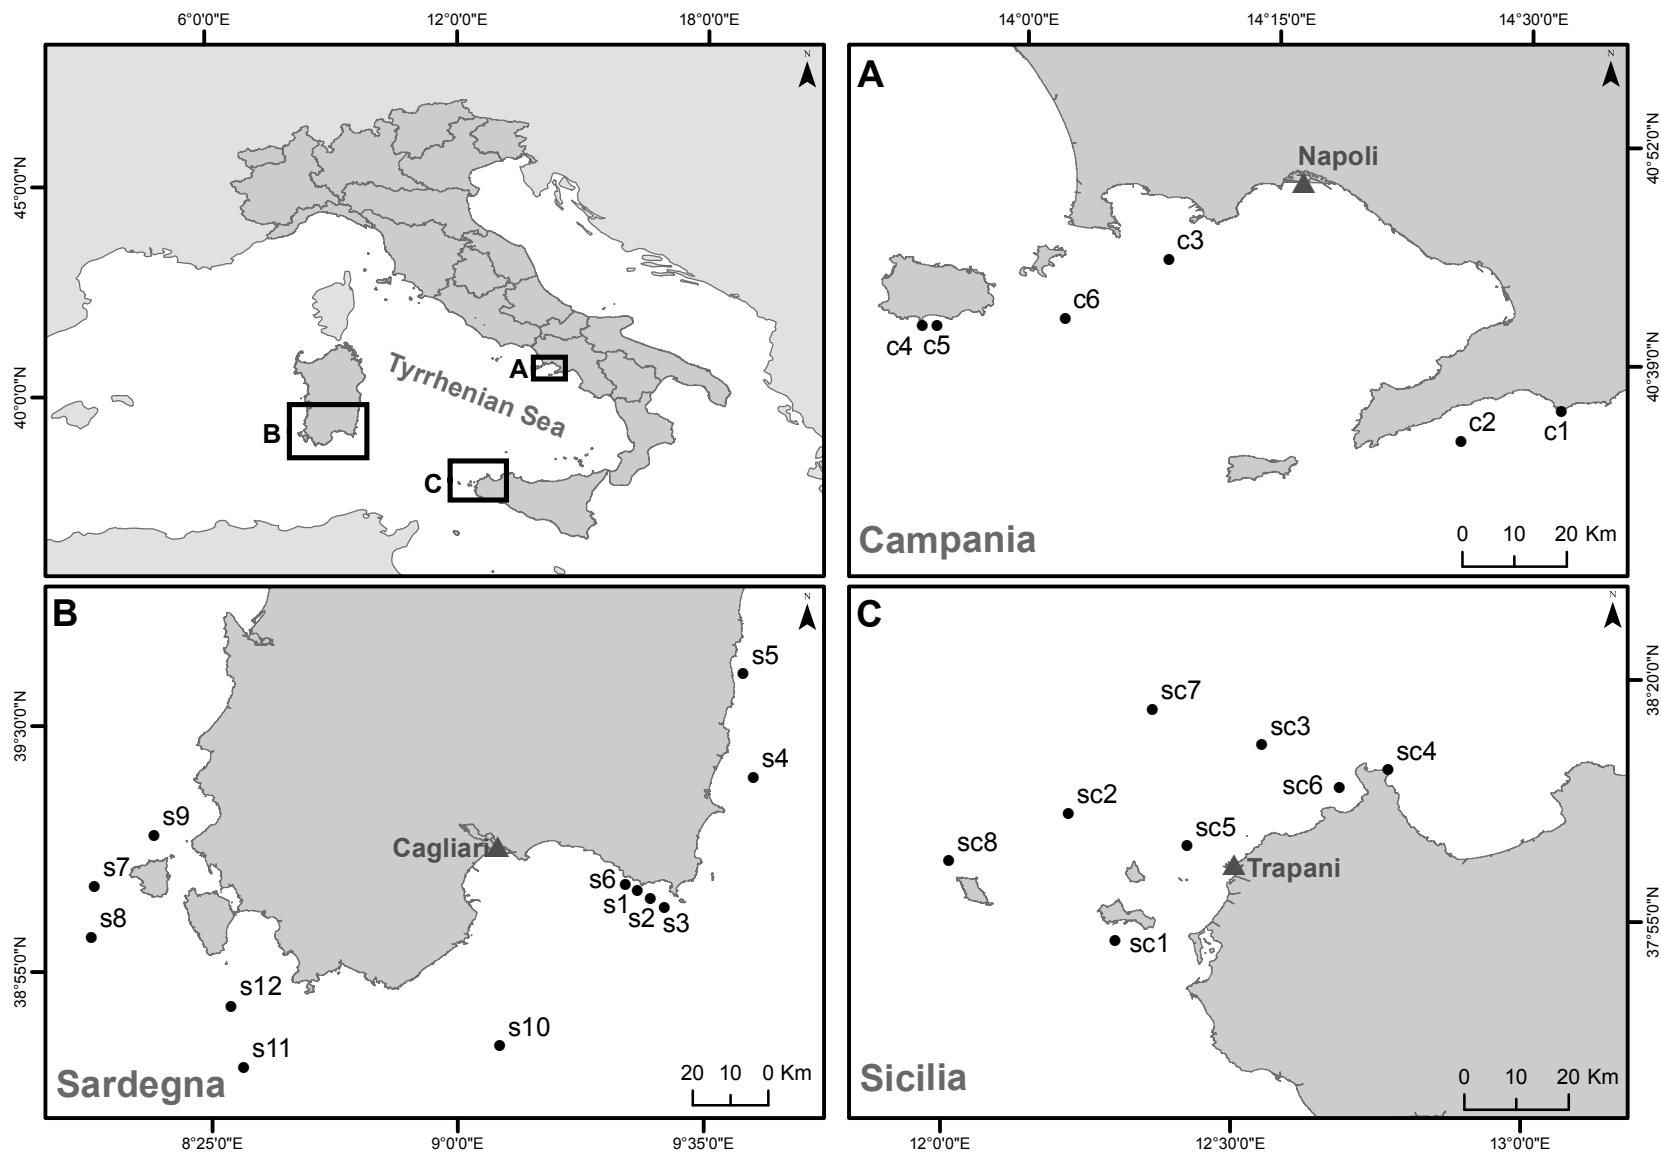 6°0'0"E 12°0'0"E 18°0'0"E 14°0'0"E 14°15'0"E 14°30'0"E
N
45°0'0"N
40°0'0"N
Tyrrhenian Sea
A
B
C
A
N
Napoli
c3
c6
c4 c5
c2
c1
Campania
0 10 20 Km
40°52'0"N
40°39'0"N
B
N
s5
s4
s9
s7
s8
Cagliari
s6
s1 s2 s3
s12
s11
s10
Sardegna
20 10 0 Km
39°30'0"N
38°55'0"N
C
N
sc7
sc3
sc4
sc6
sc2
sc5
sc8
Trapani
sc1
Sicilia
0 10 20 Km
38°20'0"N
37°55'0"N
8°25'0"E 9°0'0"E 9°35'0"E 12°0'0"E 12°30'0"E 13°0'0"E